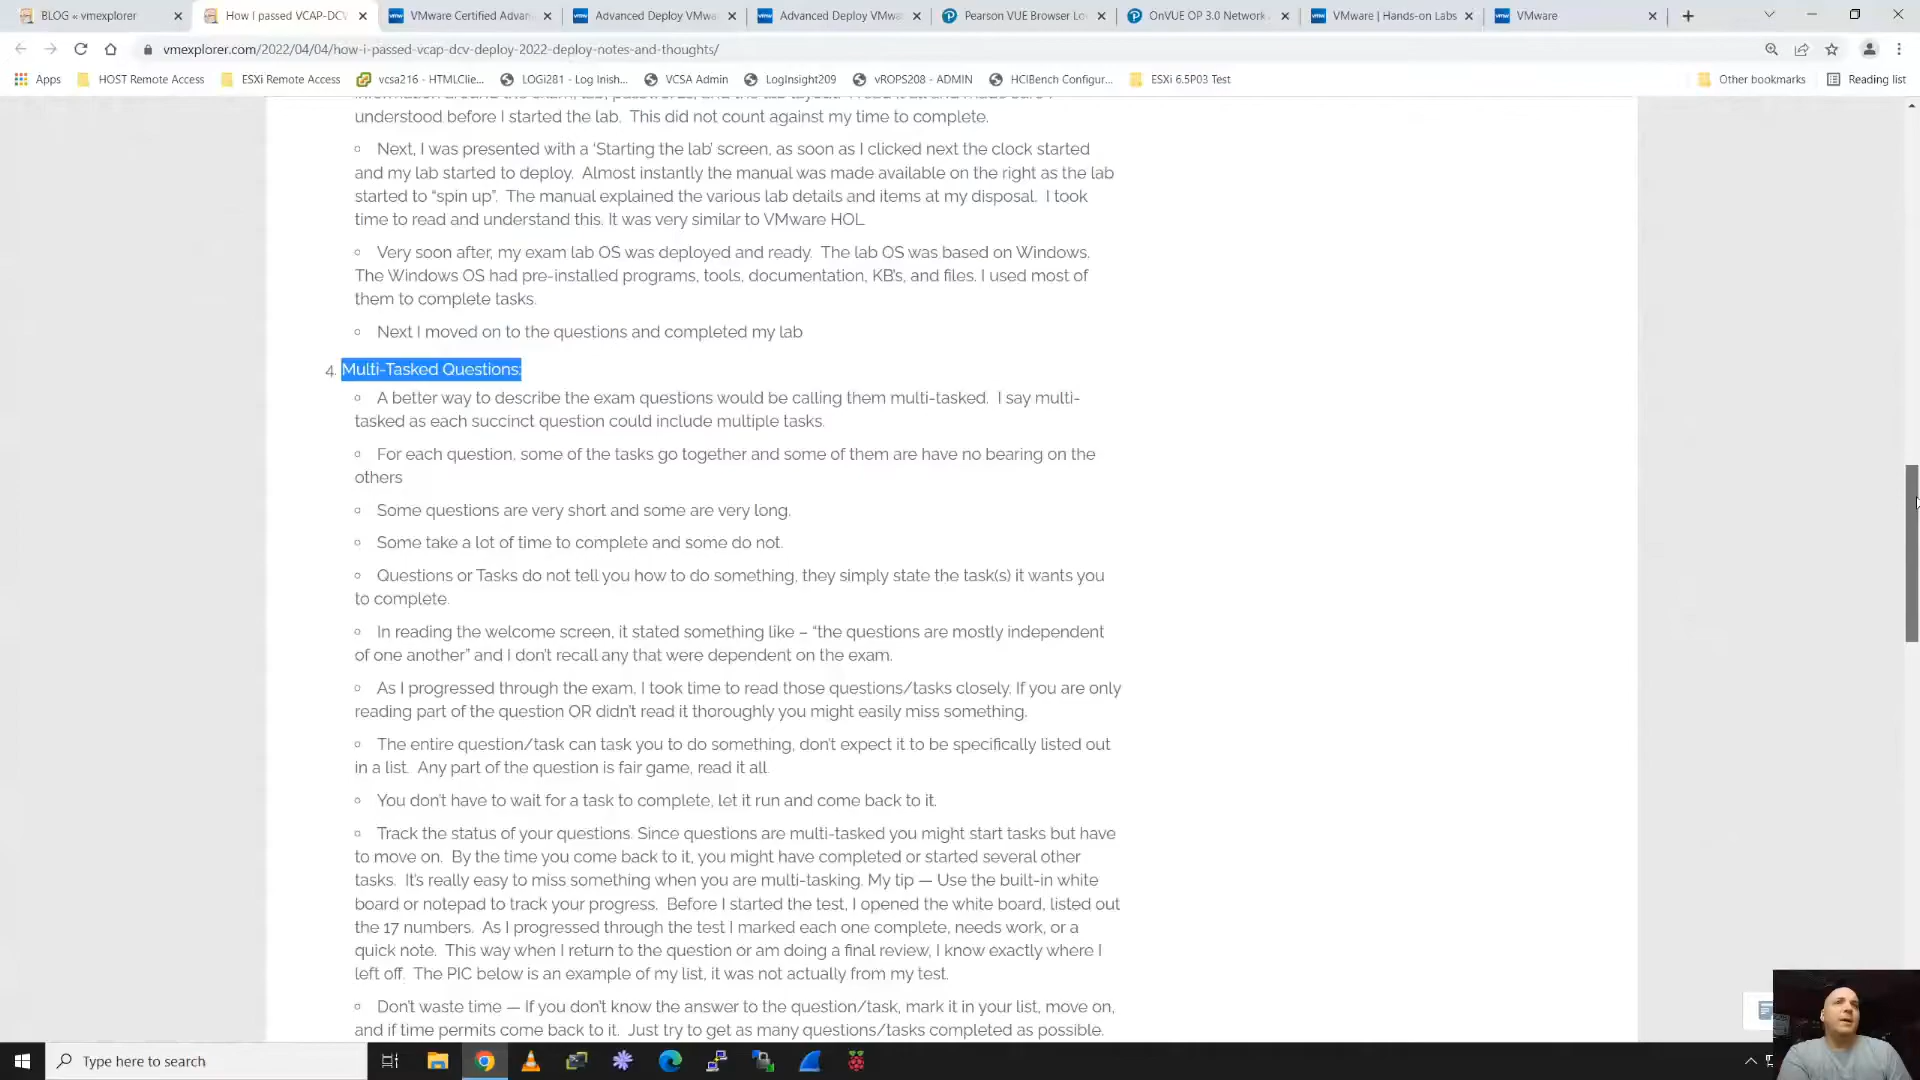 BLOG « vmexplorer
How I passed VCAP-DCV
VMware Certified Advan
Advanced Deploy VMwa
Advanced Deploy VMwa
Pearson VUE Browser Lo
OnVUE OP 3.0 Network
VMware | Hands-on Labs
VMware
vmexplorer.com/2022/04/04/how-i-passed-vcap-dcv-deploy-2022-deploy-notes-and-thoughts/
Apps HOST Remote Access ESXi Remote Access vcsa216 - HTMLClie... LOGi281 - Log Inish... VCSA Admin LogInsight209 vROPS208 - ADMIN HCIBench Configur... ESXi 6.5P03 Test Other bookmarks Reading list
understood before I started the lab. This did not count against my time to complete.
Next, I was presented with a ‘Starting the lab’ screen, as soon as I clicked next the clock started
and my lab started to deploy. Almost instantly the manual was made available on the right as the lab
started to “spin up”. The manual explained the various lab details and items at my disposal. I took
time to read and understand this. It was very similar to VMware HOL
Very soon after, my exam lab OS was deployed and ready. The lab OS was based on Windows.
The Windows OS had pre-installed programs, tools, documentation, KB’s, and files. I used most of
them to complete tasks.
Next I moved on to the questions and completed my lab
4. Multi-Tasked Questions:
A better way to describe the exam questions would be calling them multi-tasked. I say multi-
tasked as each succinct question could include multiple tasks.
For each question, some of the tasks go together and some of them are have no bearing on the
others
Some questions are very short and some are very long.
Some take a lot of time to complete and some do not.
Questions or Tasks do not tell you how to do something, they simply state the task(s) it wants you
to complete.
In reading the welcome screen, it stated something like – “the questions are mostly independent
of one another” and I don’t recall any that were dependent on the exam.
As I progressed through the exam, I took time to read those questions/tasks closely. If you are only
reading part of the question OR didn’t read it thoroughly you might easily miss something.
The entire question/task can task you to do something, don’t expect it to be specifically listed out
in a list. Any part of the question is fair game, read it all.
You don’t have to wait for a task to complete, let it run and come back to it.
Track the status of your questions. Since questions are multi-tasked you might start tasks but have
to move on. By the time you come back to it, you might have completed or started several other
tasks. It’s really easy to miss something when you are multi-tasking. My tip — Use the built-in white
board or notepad to track your progress. Before I started the test, I opened the white board, listed out
the 17 numbers. As I progressed through the test I marked each one complete, needs work, or a
quick note. This way when I return to the question or am doing a final review, I know exactly where I
left off. The PIC below is an example of my list, it was not actually from my test.
Don’t waste time — If you don’t know the answer to the question/task, mark it in your list, move on,
and if time permits come back to it. Just try to get as many questions/tasks completed as possible.
Type here to search